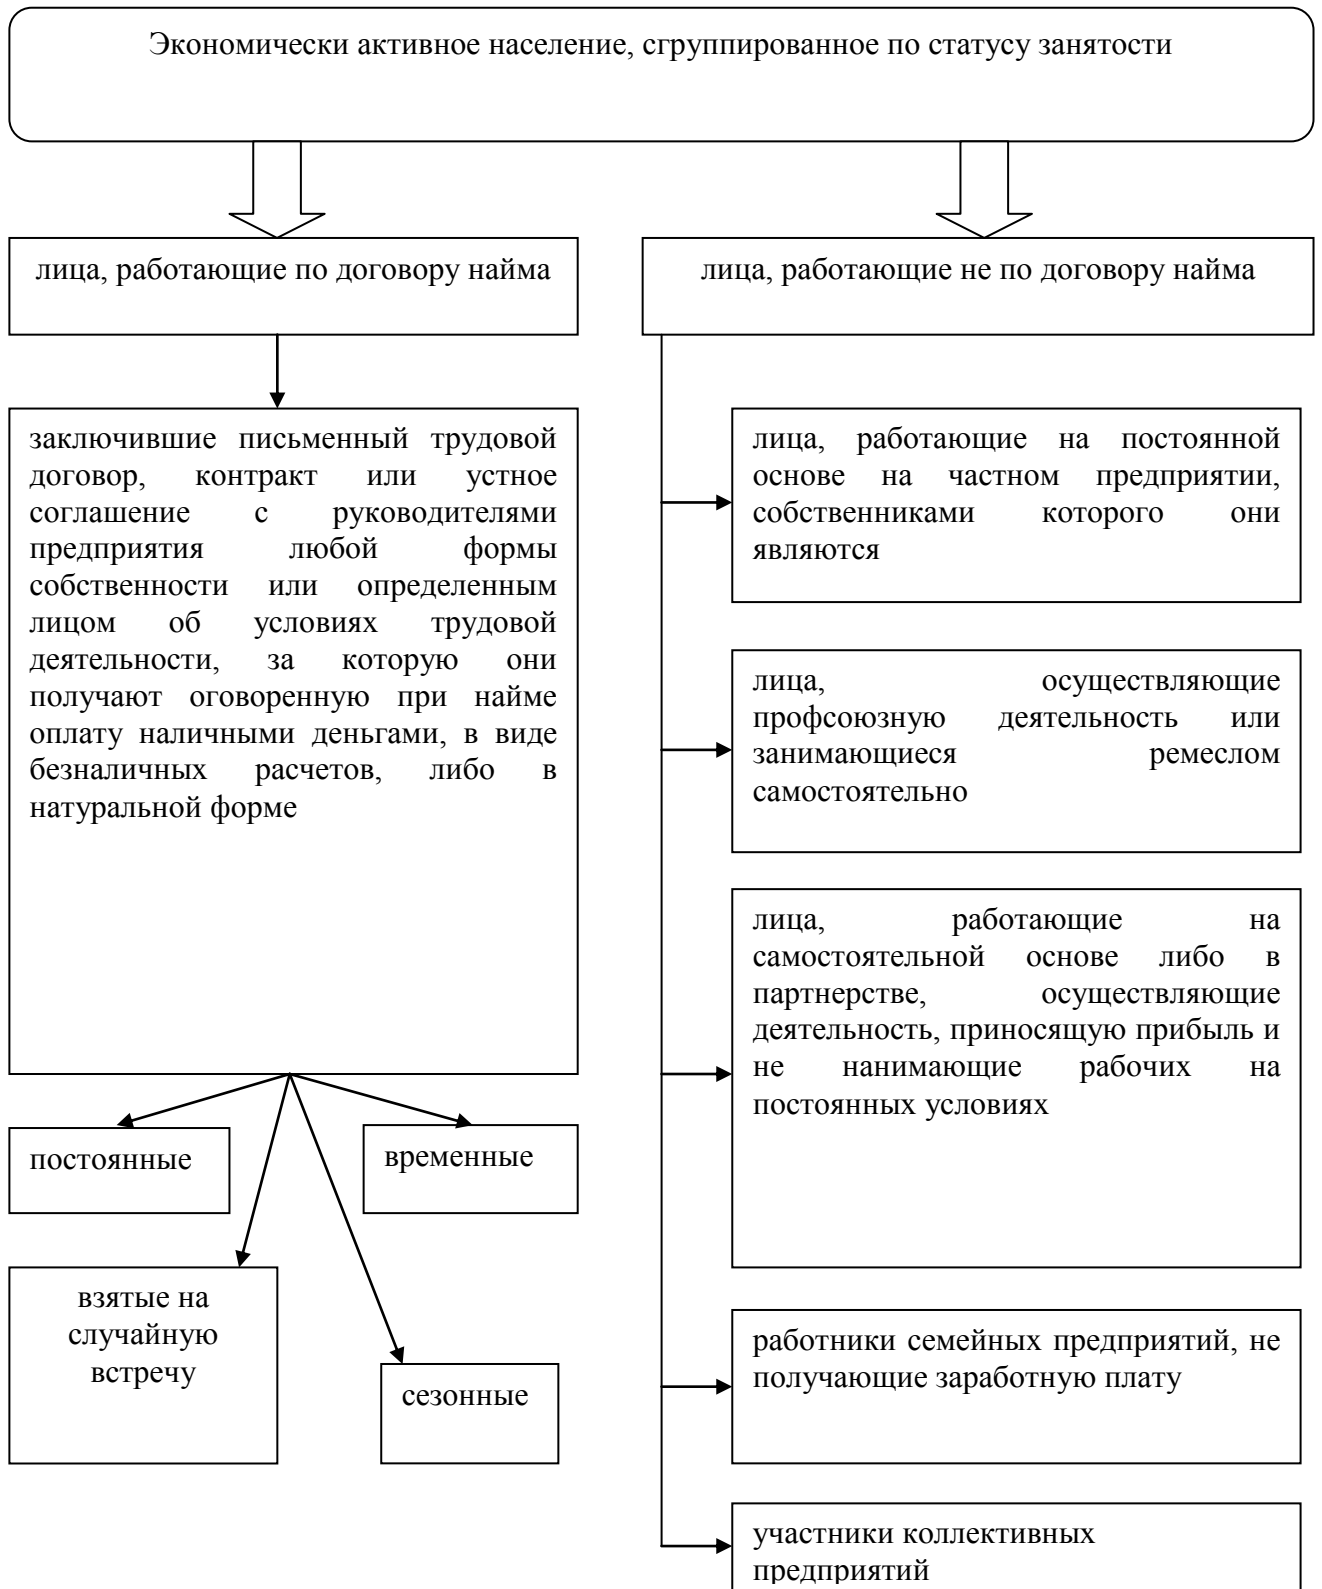 Экономически активное население, сгруппированное по статусу занятости
лица, работающие по договору найма
лица, работающие не по договору найма
заключившие письменный трудовой
договор, контракт или устное
соглашение с руководителями
предприятия любой формы
собственности или определенным
лицом об условиях трудовой
деятельности, за которую они
получают оговоренную при найме
оплату наличными деньгами, в виде
безналичных расчетов, либо в
натуральной форме
постоянные
временные
взятые на
случайную
встречу
сезонные
лица, работающие на постоянной
основе на частном предприятии,
собственниками которого они
являются
лица, осуществляющие
профсоюзную деятельность или
занимающиеся ремеслом
самостоятельно
лица, работающие на
самостоятельной основе либо в
партнерстве, осуществляющие
деятельность, приносящую прибыль и
не нанимающие рабочих на
постоянных условиях
работники семейных предприятий, не
получающие заработную плату
участники коллективных
предприятий